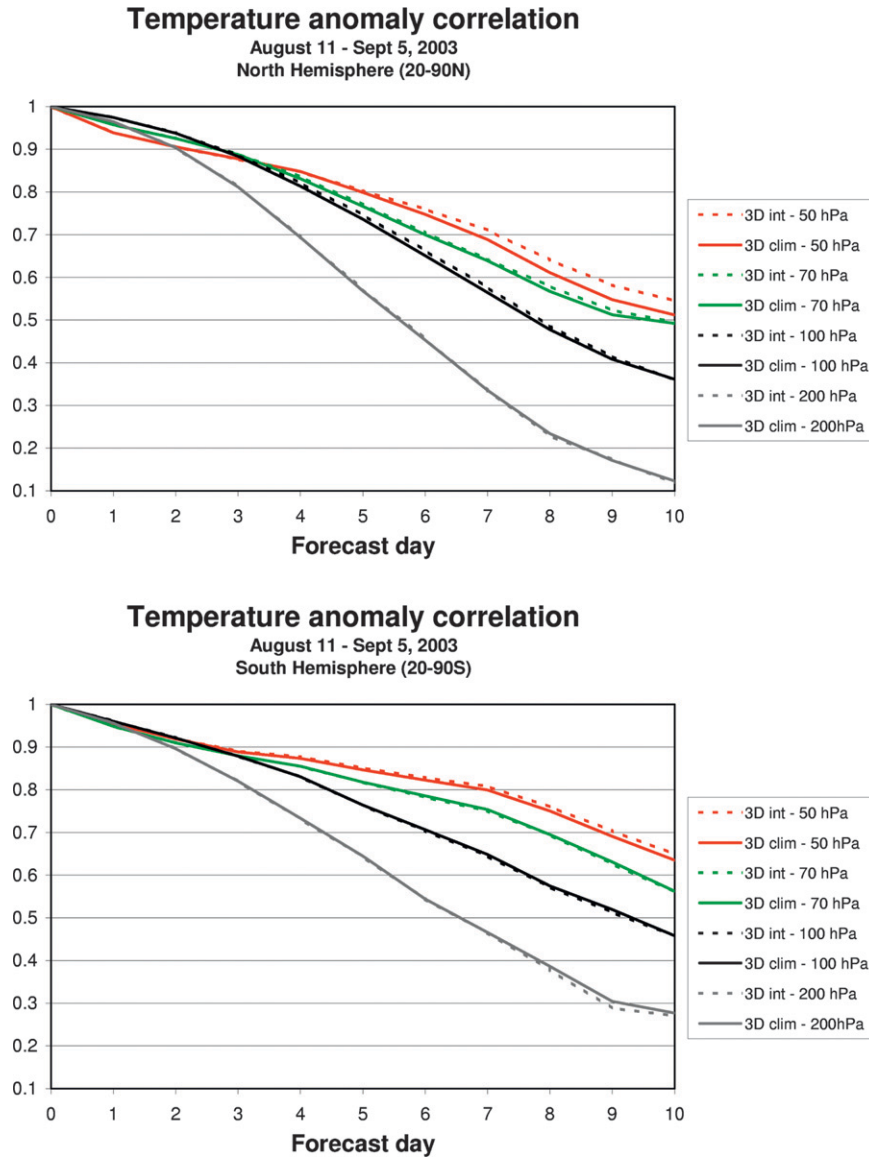 Temperature anomaly correlation
August 11 - Sept 5, 2003
North Hemisphere (20-90N)
1
0.9
0.8
0.7
0.6
0.5
0.4
0.3
0.2
0.1
0 1 2 3 4 5 6 7 8 9 10
Forecast day
3D int - 50 hPa
3D clim - 50 hPa
3D int - 70 hPa
3D clim - 70 hPa
3D int - 100 hPa
3D clim - 100 hPa
3D int - 200 hPa
3D clim - 200hPa
Temperature anomaly correlation
August 11 - Sept 5, 2003
South Hemisphere (20-90S)
1
0.9
0.8
0.7
0.6
0.5
0.4
0.3
0.2
0.1
0 1 2 3 4 5 6 7 8 9 10
Forecast day
3D int - 50 hPa
3D clim - 50 hPa
3D int - 70 hPa
3D clim - 70 hPa
3D int - 100 hPa
3D clim - 100 hPa
3D int - 200 hPa
3D clim - 200hPa